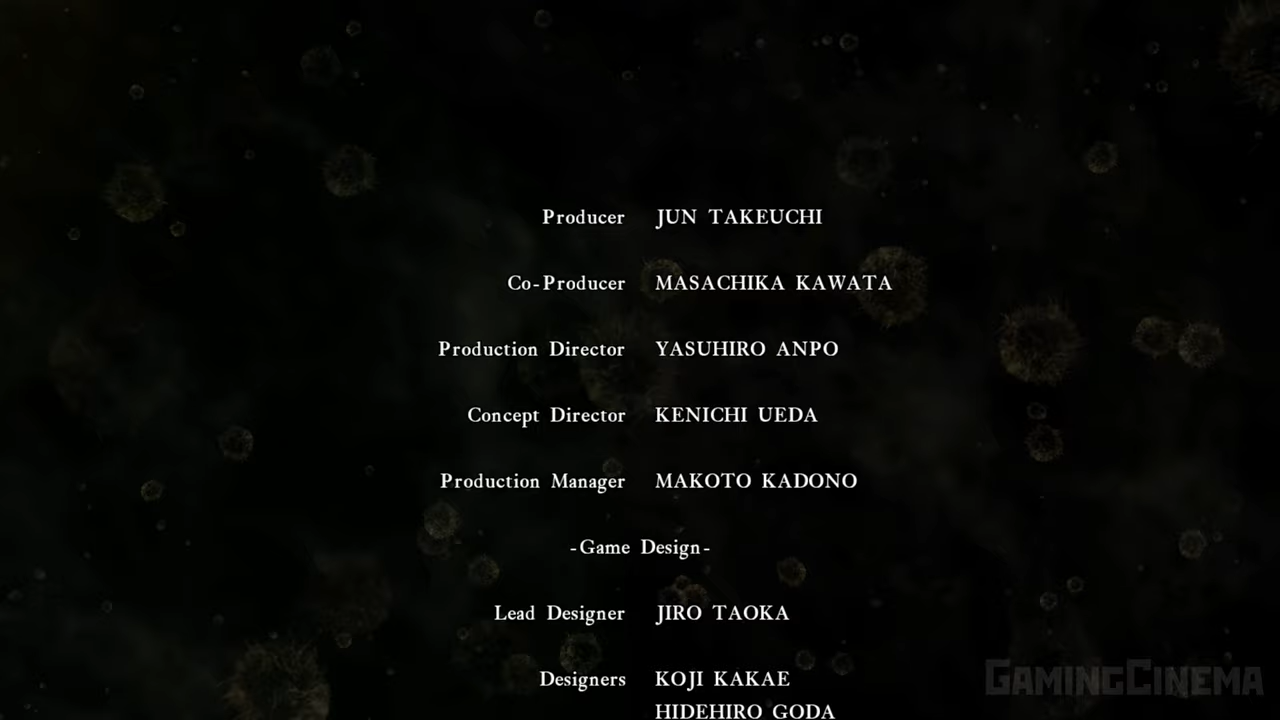 Producer JUN TAKEUCHI
Co-Producer MASACHIKA KAWATA
Production Director YASUHIRO ANPO
Concept Director KENICHI UEDA
Production Manager MAKOTO KADONO
-Game Design-
Lead Designer JIRO TAOKA
Designers KOJI KAKAE
HIDEHIRO GODA
GAMINGCINEMA